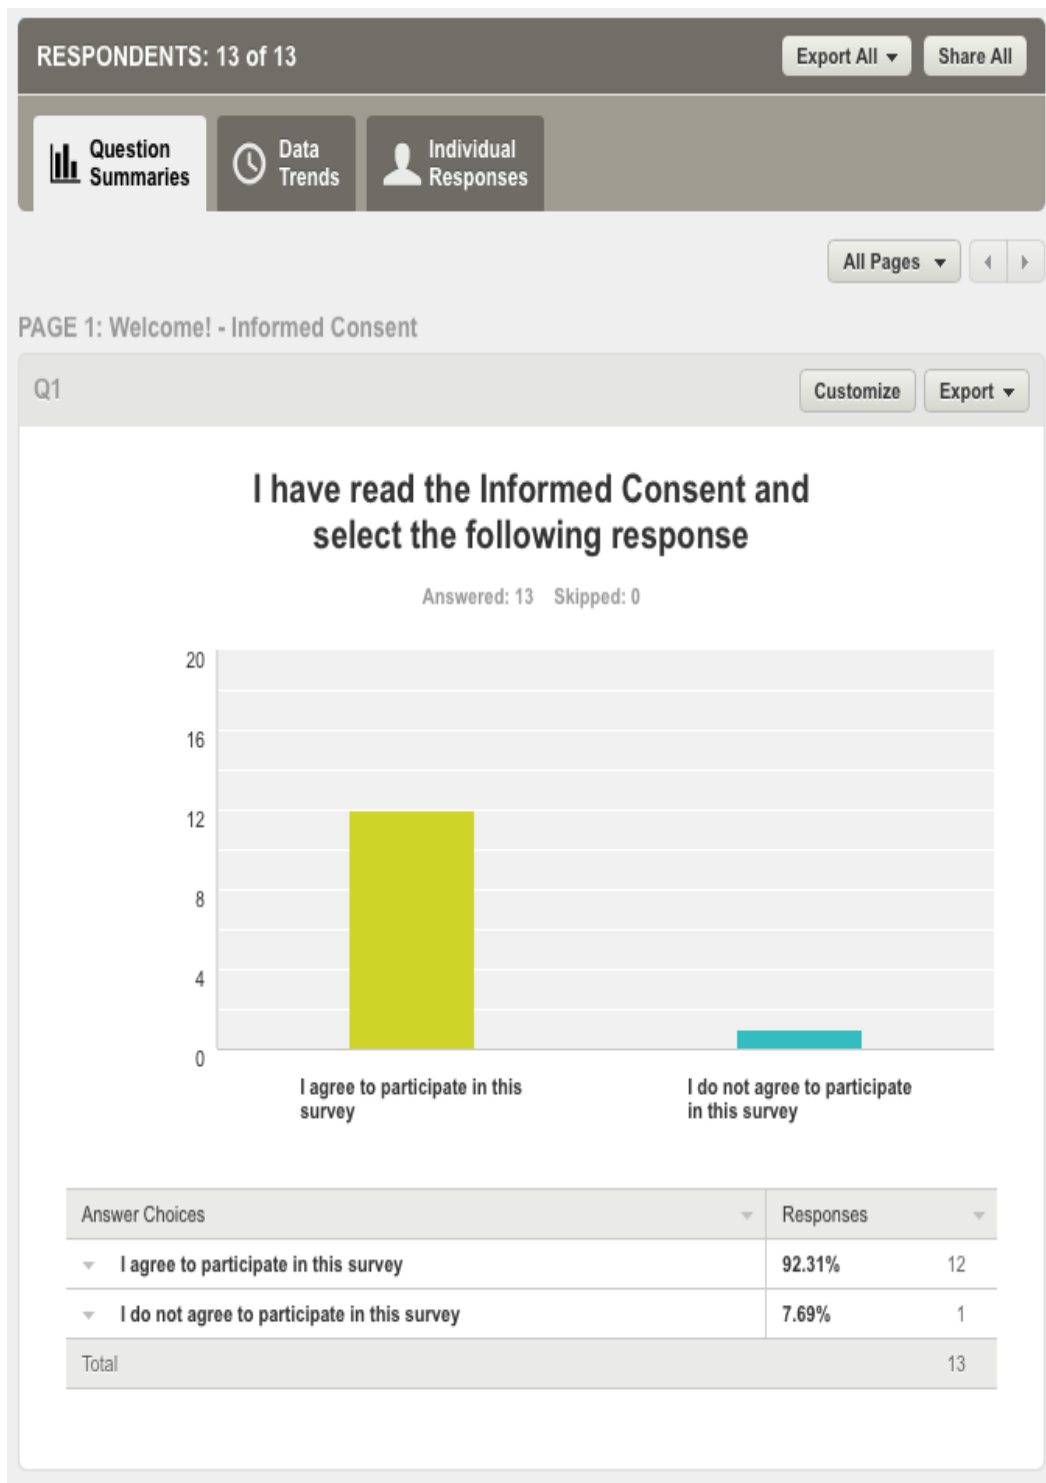 RESPONDENTS: 13 of 13
Export All
Share All
Question
Summaries
Data
Trends
Individual
Responses
All Pages
PAGE 1: Welcome! - Informed Consent
Q1
Customize
Export
I have read the Informed Consent and
select the following response
Answered: 13 Skipped: 0
20
16
12
8
4
0
I agree to participate in this
survey
I do not agree to participate
in this survey
Answer Choices
Responses
I agree to participate in this survey
92.31%
12
I do not agree to participate in this survey
7.69%
1
Total
13